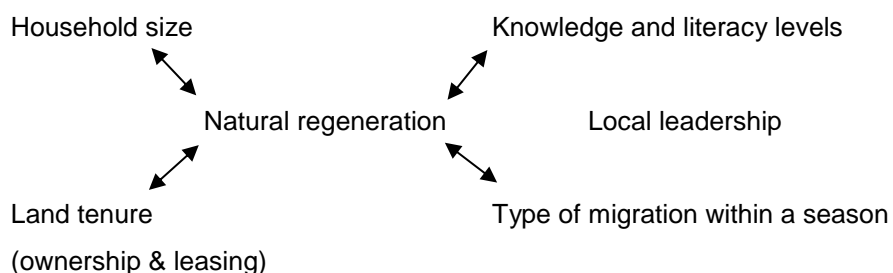 Household size
Knowledge and literacy levels
Natural regeneration
Local leadership
Land tenure
Type of migration within a season
(ownership & leasing)